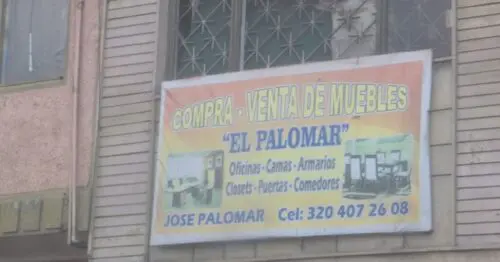 COMPRA - VENTA DE MUEBLES
"EL PALOMAR"
Oficinas - Camas - Armarios
Closets - Puertas - Comedores
JOSE PALOMAR Cel: 320 407 26 08